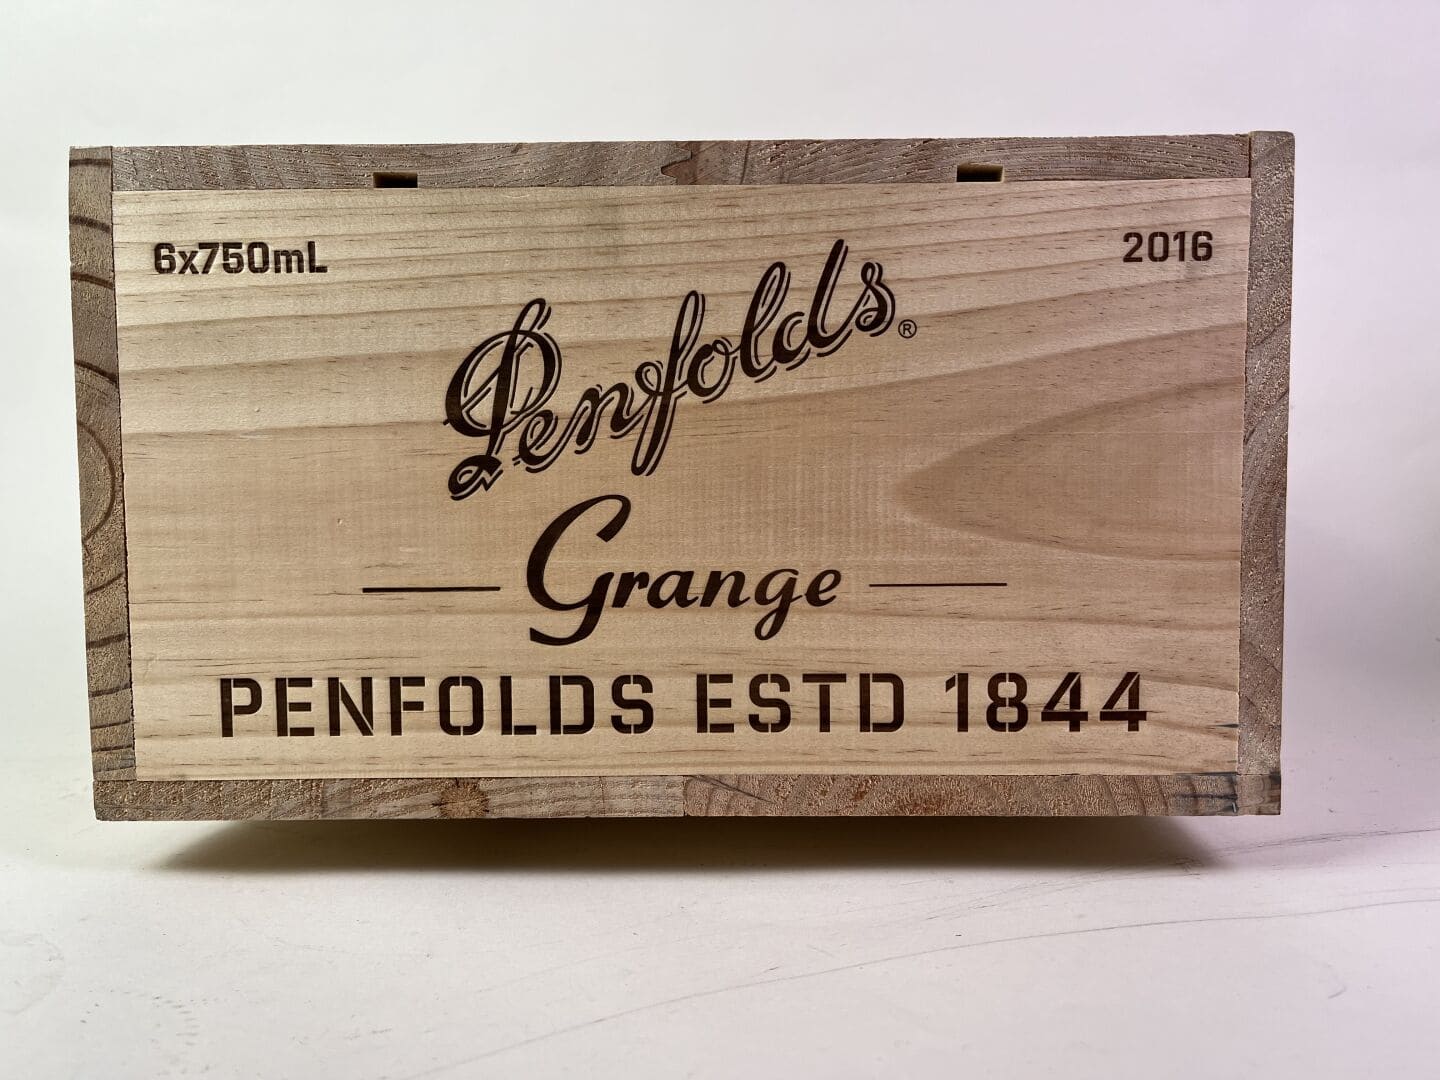 6x750mL
2016
Penfolds®
Grange
PENFOLDS ESTD 1844